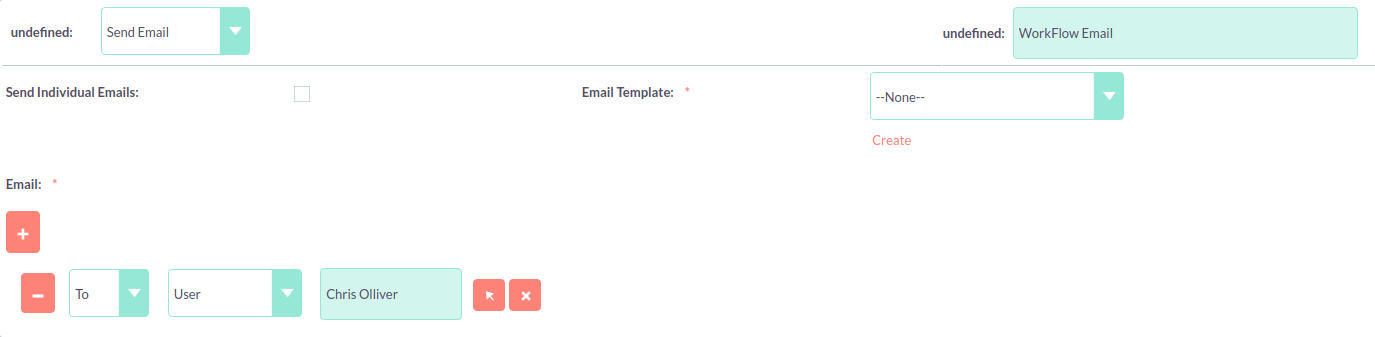 undefined: Send Email undefined: WorkFlow Email
Send Individual Emails: Email Template: * --None--
Create
Email: *
+
− To User Chris Olliver